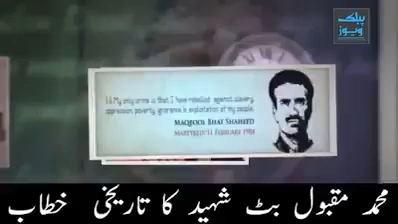 پبلک
ویوز
My only crime is that I have rebelled against slavery,
oppression, poverty, ignorance & exploitation of my people.
MAQBOOL BHAT SHAHEED
MARTYRED: 11 FEBRUARY 1984
محمد مقبول بٹ شہید کا تاریخی خطاب